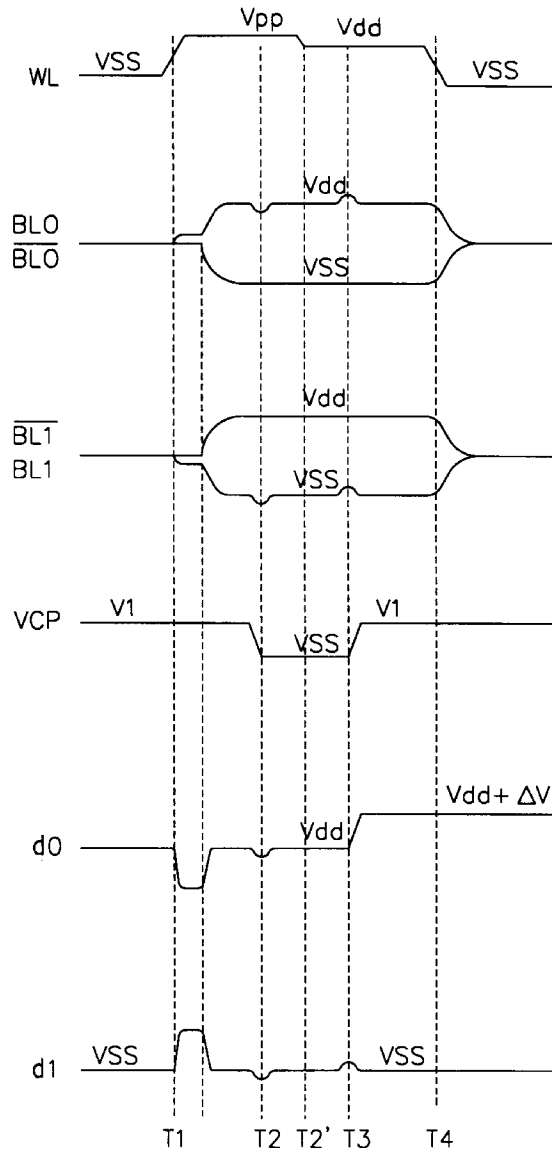 Vpp
Vdd
VSS
VSS
WL
Vdd
BL0
BL0
VSS
Vdd
BL1
BL1
VSS
V1
V1
VCP
VSS
Vdd+ ΔV
Vdd
d0
VSS
VSS
d1
T1 T2 T2' T3 T4